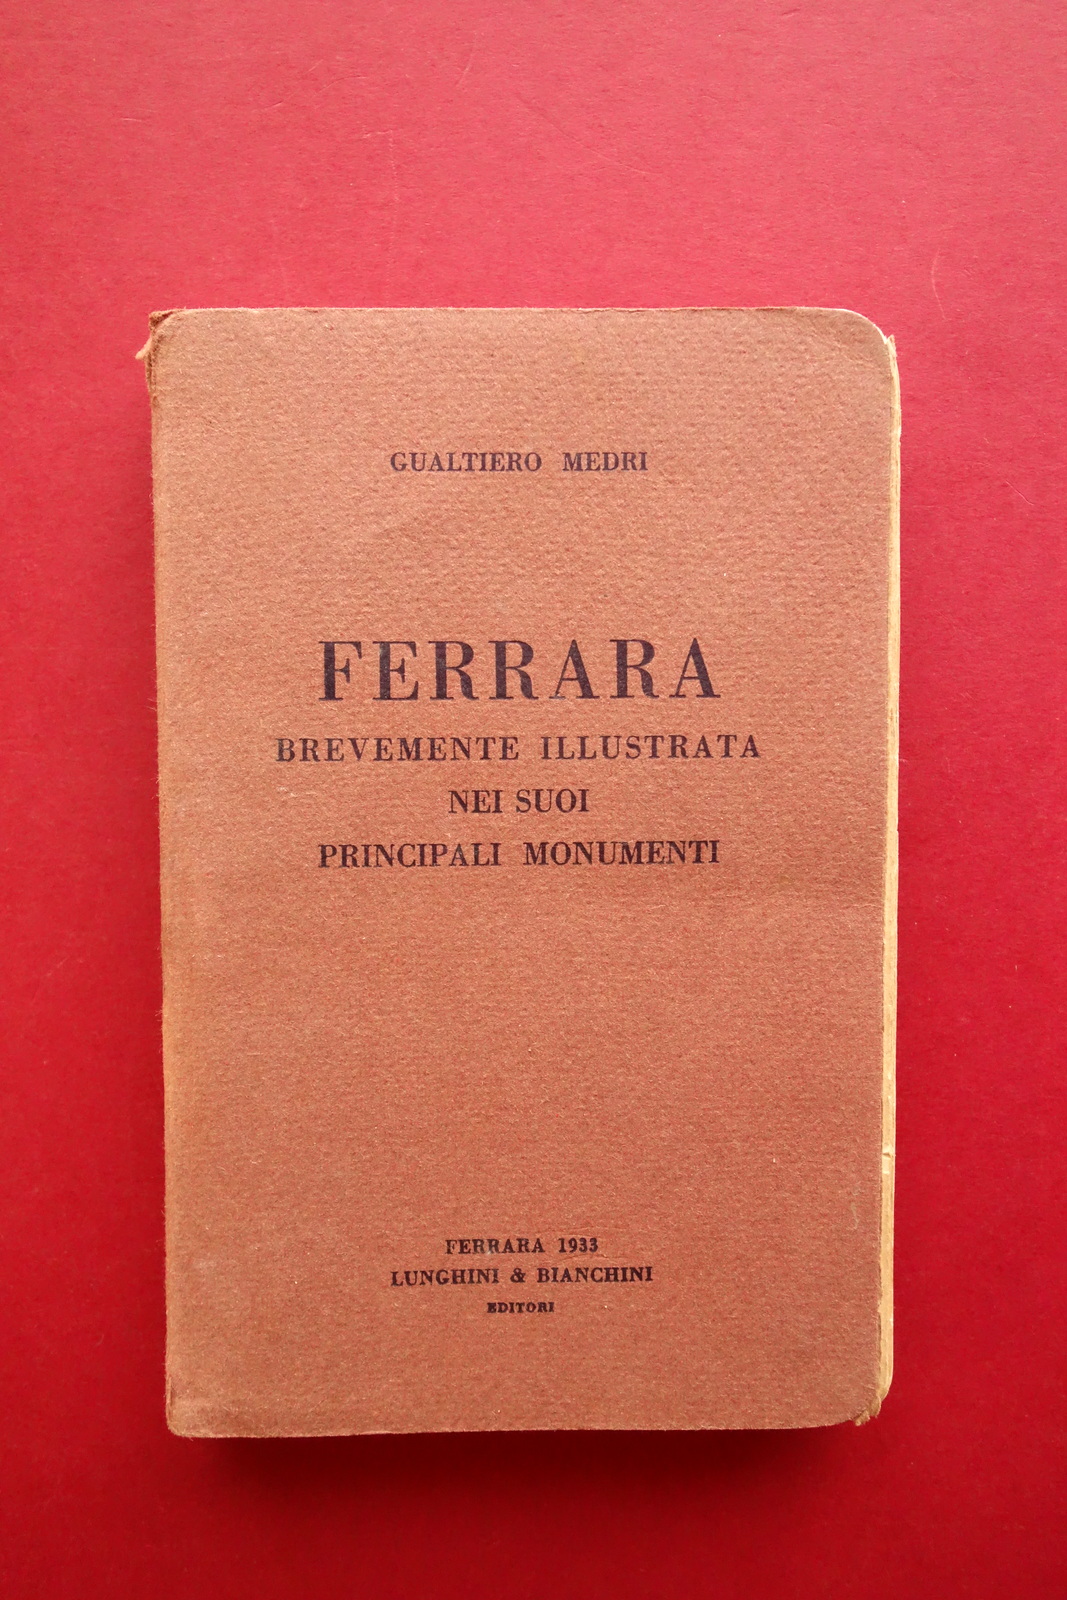 GUALTIERO MEDRI
FERRARA
BREVEMENTE ILLUSTRATA
NEI SUOI
PRINCIPALI MONUMENTI
FERRARA 1933
LUNGHINI & BIANCHINI
EDITORI